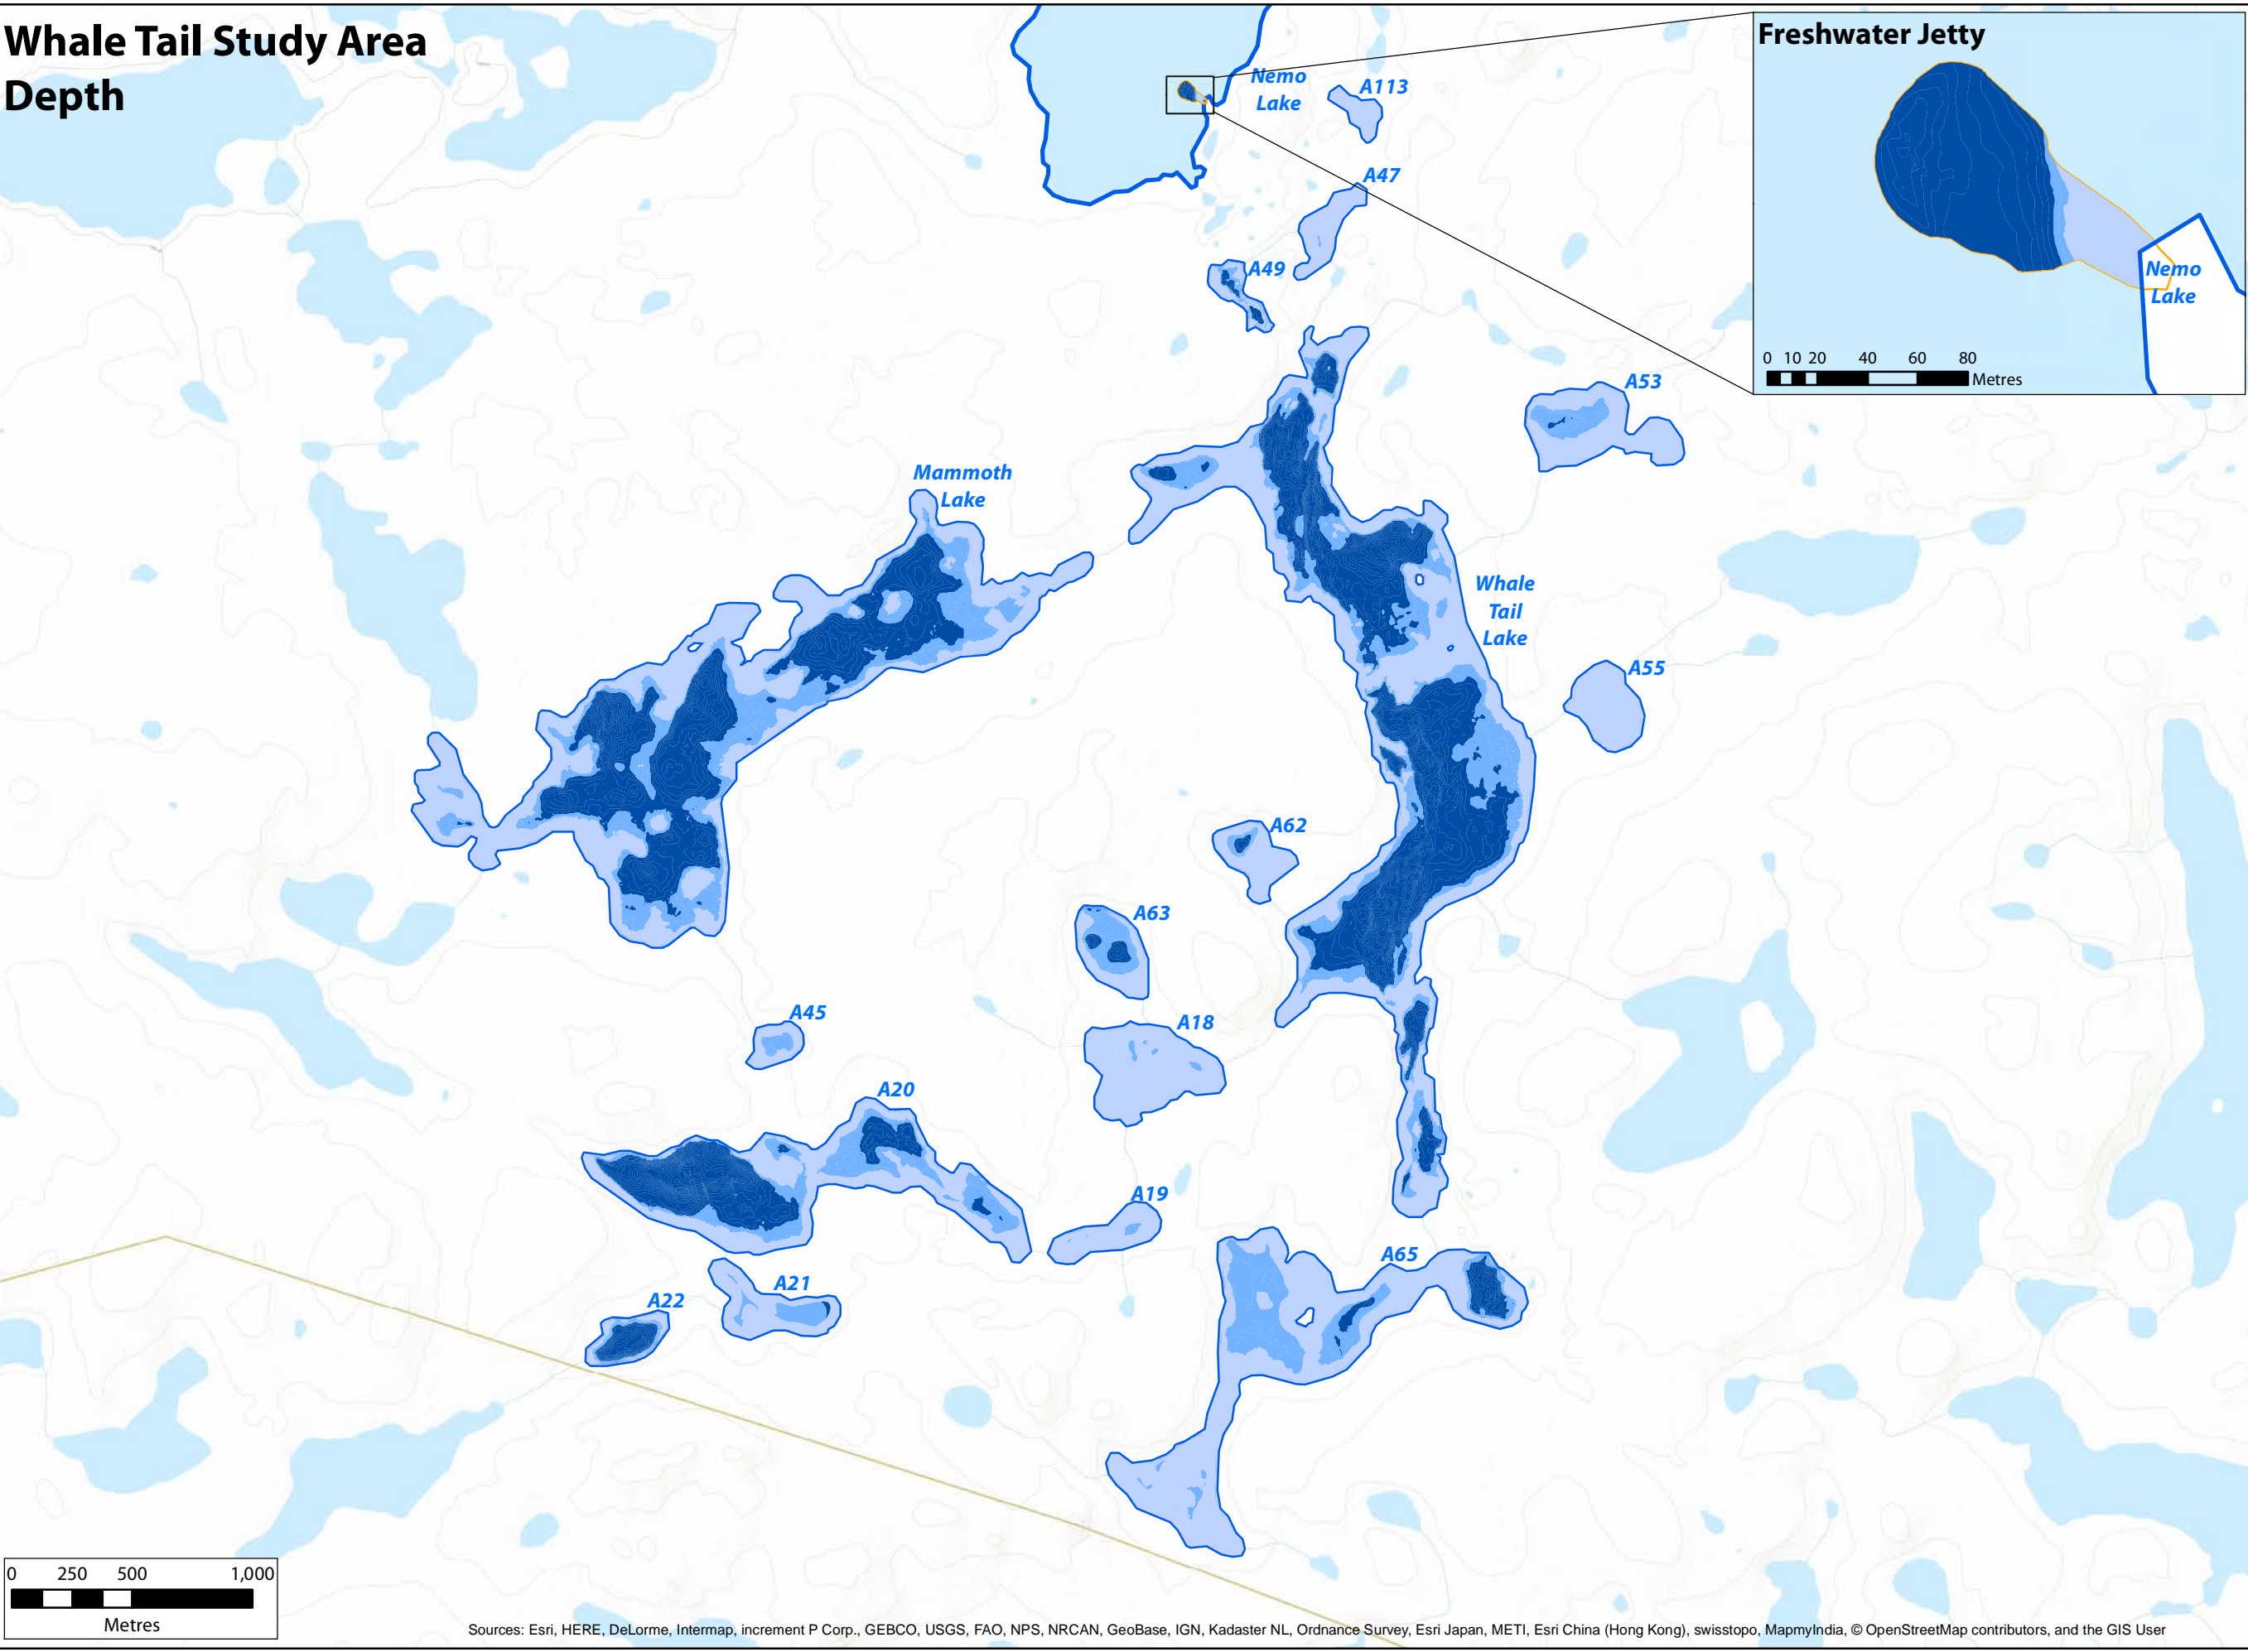 Whale Tail Study Area
Depth
Freshwater Jetty
Nemo
Lake
A113
A47
A49
Nemo
Lake
0 10 20 40 60 80
Metres
A53
Mammoth
Lake
Whale
Tail
Lake
A55
A62
A63
A45
A18
A20
A19
A65
A21
A22
0 250 500 1,000
Metres
Sources: Esri, HERE, DeLorme, Intermap, increment P Corp., GEBCO, USGS, FAO, NPS, NRCAN, GeoBase, IGN, Kadaster NL, Ordnance Survey, Esri Japan, METI, Esri China (Hong Kong), swisstopo, MapmyIndia, © OpenStreetMap contributors, and the GIS User